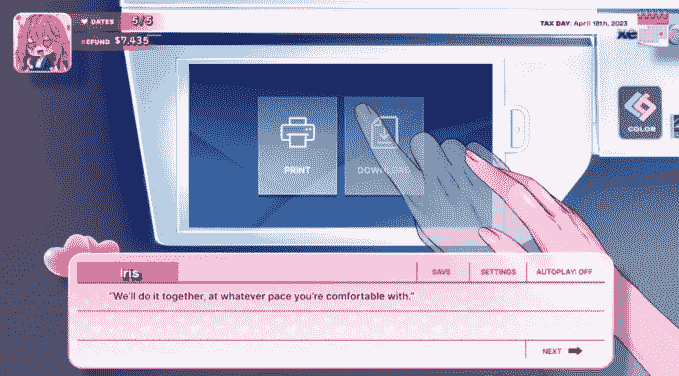 DATES 5/5
REFUND $7,435
TAX DAY: April 18th, 2023
xe
COLOR
PRINT
DOWNLOAD
Iris
SAVE
SETTINGS
AUTOPLAY: OFF
"We'll do it together, at whatever pace you're comfortable with."
NEXT